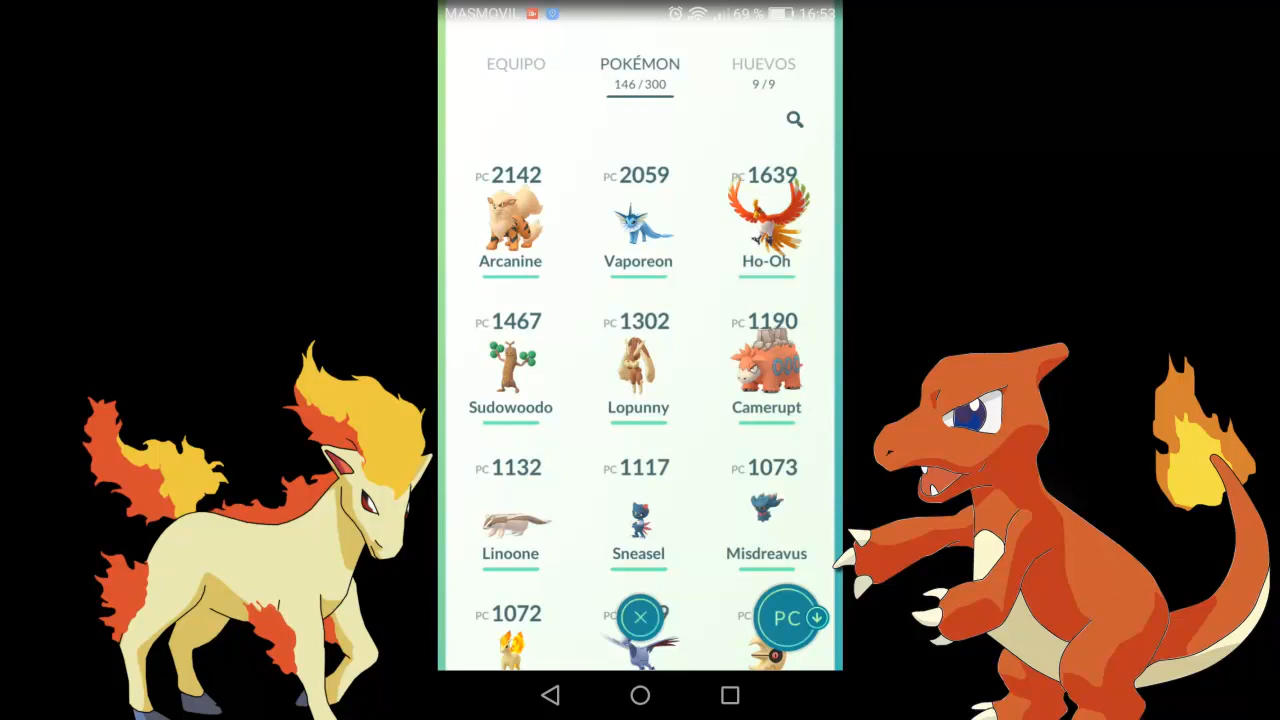 MASMOVIL 69 % 16:53
EQUIPO POKÉMON HUEVOS
146 / 300 9 / 9
PC 2142 PC 2059 PC 1639
Arcanine Vaporeon Ho-Oh
PC 1467 PC 1302 PC 1190
Sudowoodo Lopunny Camerupt
PC 1132 PC 1117 PC 1073
Linoone Sneasel Misdreavus
PC 1072 PC PC
PC